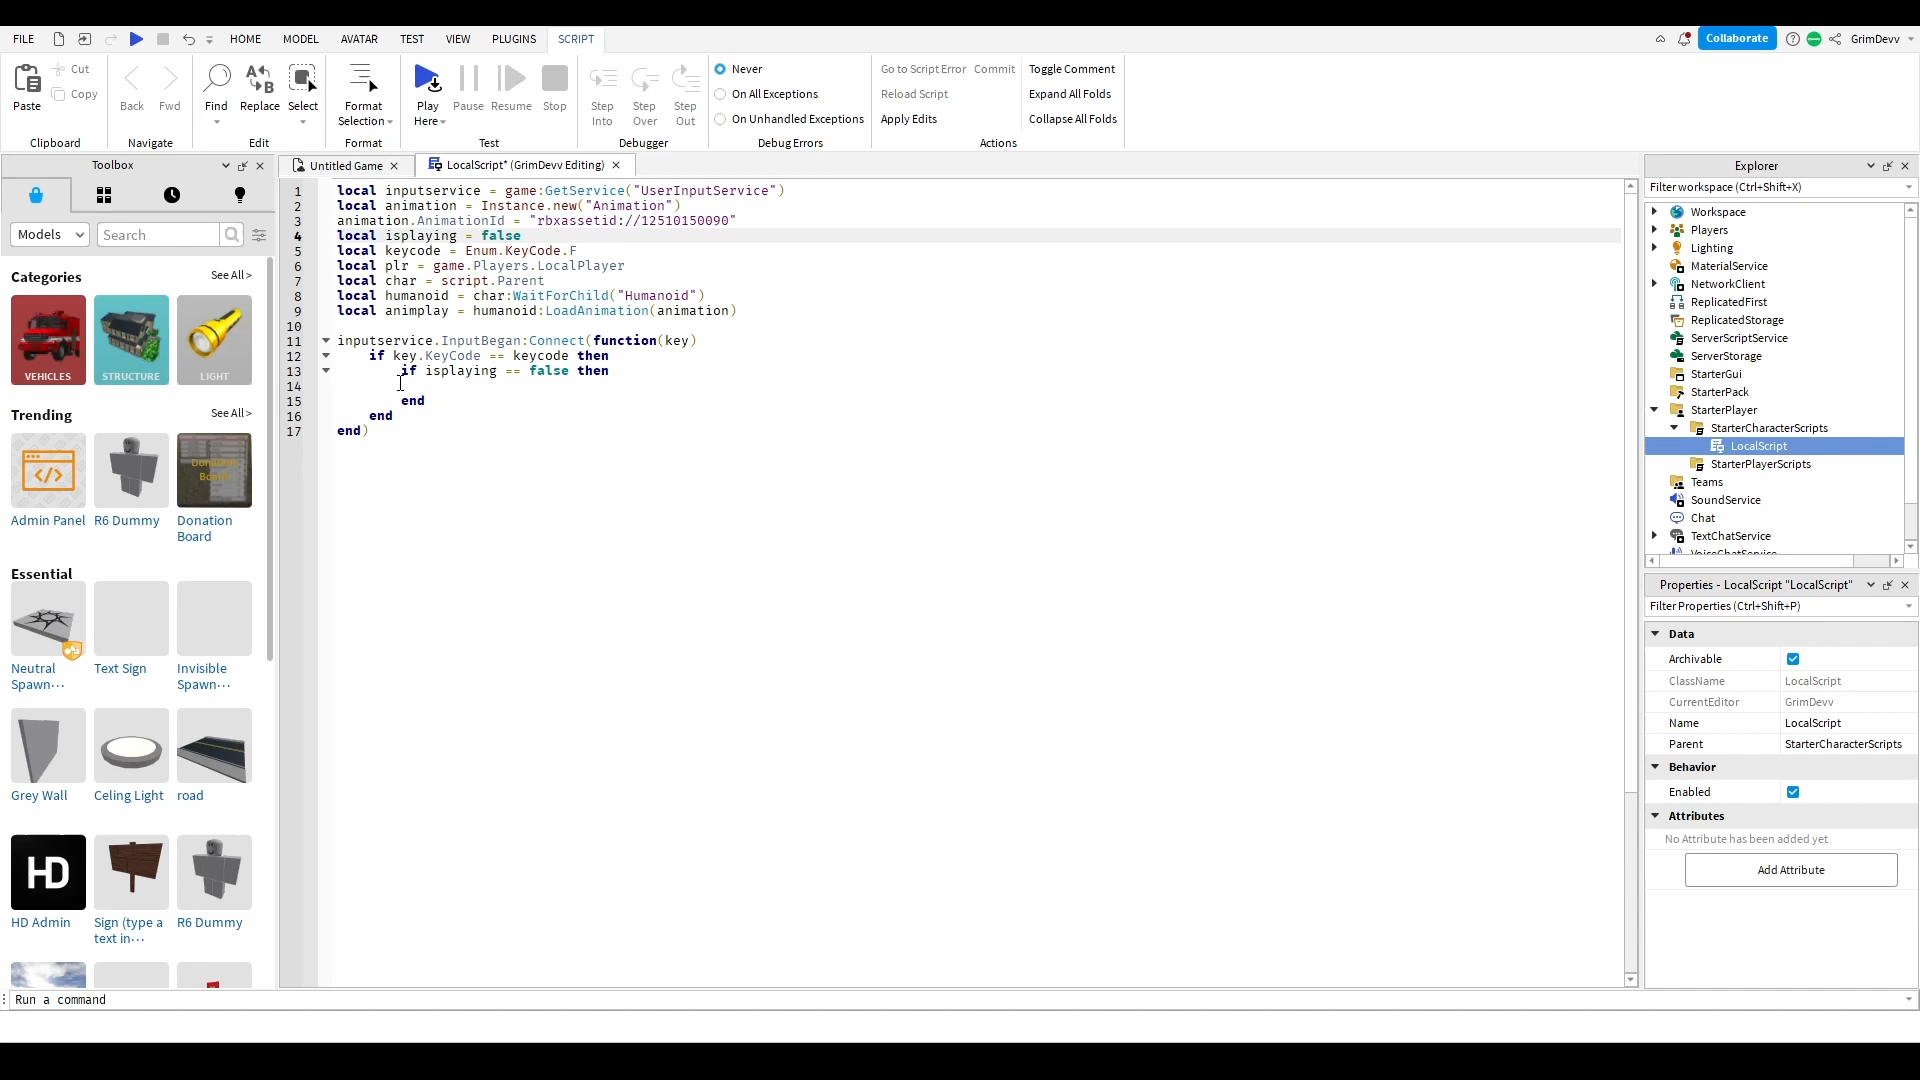 FILE HOME MODEL AVATAR TEST VIEW PLUGINS SCRIPT Collaborate GrimDevv
Paste Cut Copy
Clipboard
Back Fwd
Navigate
Find Replace Select
Edit
Format
Selection
Format
Play
Here
Pause Resume Stop
Test
Step
Into
Step
Over
Step
Out
Debugger
Never
On All Exceptions
On Unhandled Exceptions
Debug Errors
Go to Script Error Commit Toggle Comment
Reload Script Expand All Folds
Apply Edits Collapse All Folds
Actions
Toolbox
Models Search
Categories See All >
VEHICLES STRUCTURE LIGHT
Trending See All >
Admin Panel R6 Dummy Donation
Board
Essential
Neutral
Spawn···
Text Sign
Invisible
Spawn···
Grey Wall Celing Light road
HD
HD Admin
Sign (type a
text in···
R6 Dummy
Untitled Game LocalScript* (GrimDevv Editing)
1 local inputservice = game:GetService("UserInputService")
2 local animation = Instance.new("Animation")
3 animation.AnimationId = "rbxassetid://12510150090"
4 local isplaying = false
5 local keycode = Enum.KeyCode.F
6 local plr = game.Players.LocalPlayer
7 local char = script.Parent
8 local humanoid = char:WaitForChild("Humanoid")
9 local animplay = humanoid:LoadAnimation(animation)
10
11 inputservice.InputBegan:Connect(function(key)
12 if key.KeyCode == keycode then
13 if isplaying == false then
14
15 end
16 end
17 end)
Explorer
Filter workspace (Ctrl+Shift+X)
Workspace
Players
Lighting
MaterialService
NetworkClient
ReplicatedFirst
ReplicatedStorage
ServerScriptService
ServerStorage
StarterGui
StarterPack
StarterPlayer
StarterCharacterScripts
LocalScript
StarterPlayerScripts
Teams
SoundService
Chat
TextChatService
VoiceChatService
Properties - LocalScript "LocalScript"
Filter Properties (Ctrl+Shift+P)
Data
Archivable
ClassName LocalScript
CurrentEditor GrimDevv
Name LocalScript
Parent StarterCharacterScripts
Behavior
Enabled
Attributes
No Attribute has been added yet
Add Attribute
Run a command